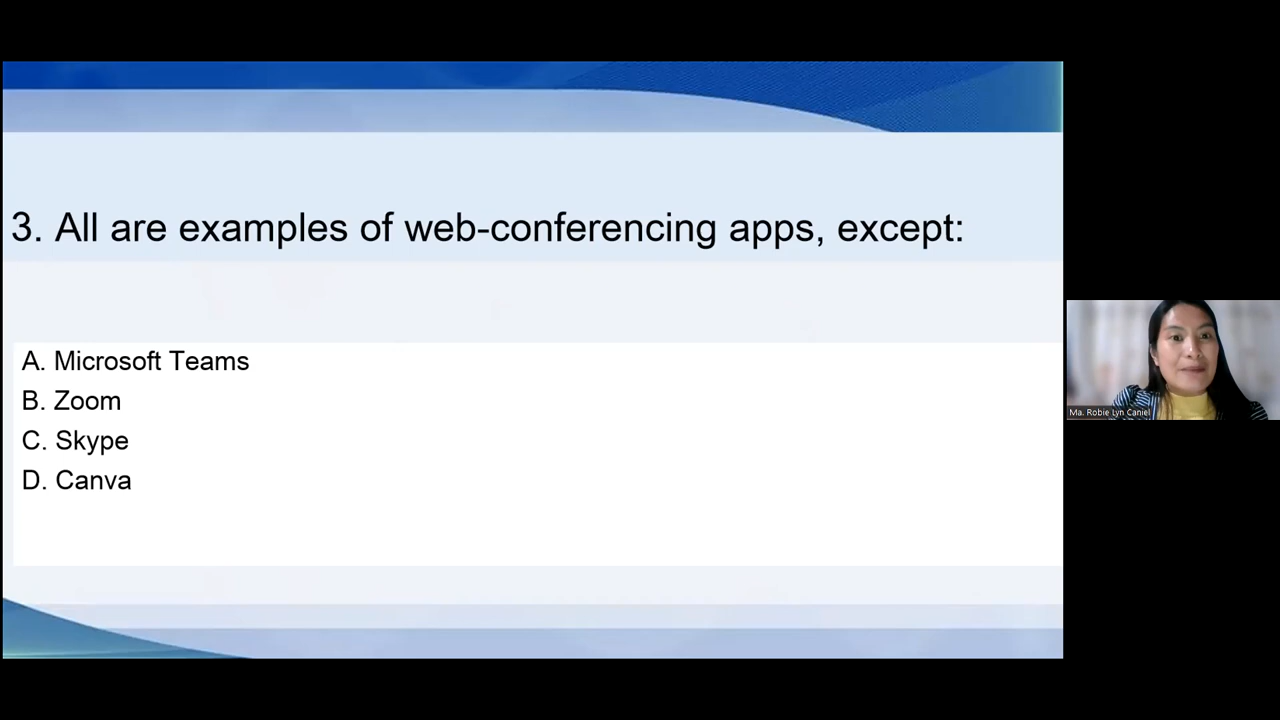 3. All are examples of web-conferencing apps, except:
A. Microsoft Teams
B. Zoom
C. Skype
D. Canva
Ma. Robie Lyn Caniel